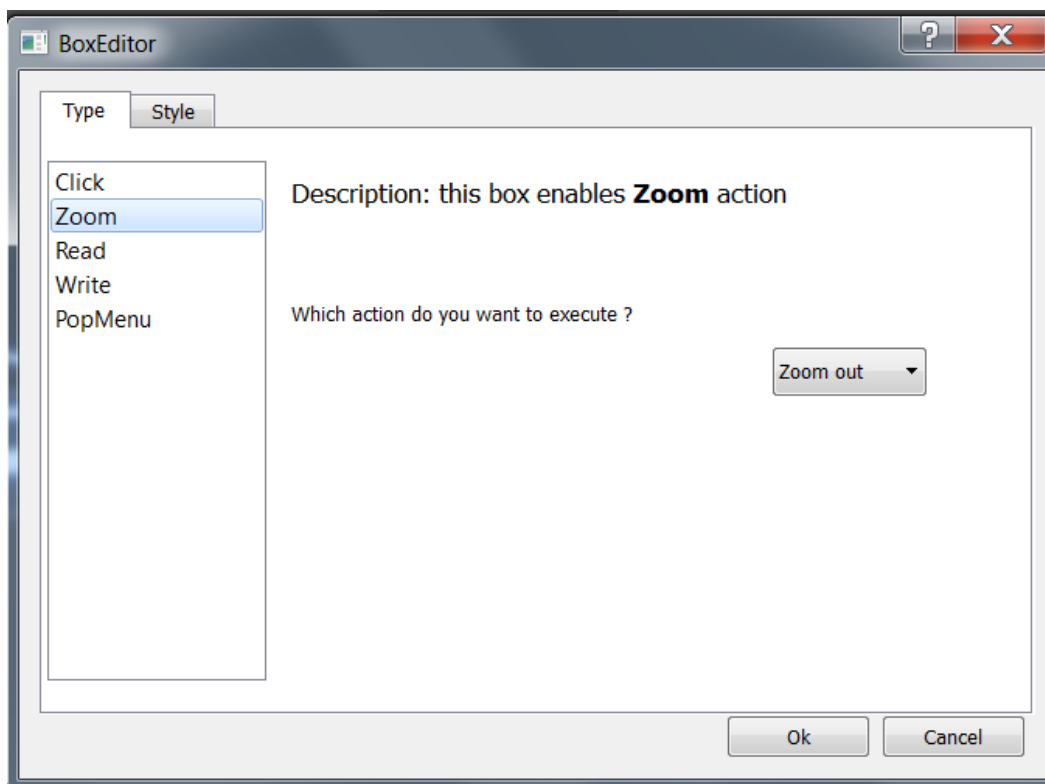 BoxEditor
Type
Style
Click
Zoom
Read
Write
PopMenu
Description: this box enables Zoom action
Which action do you want to execute ?
Zoom out
Ok
Cancel